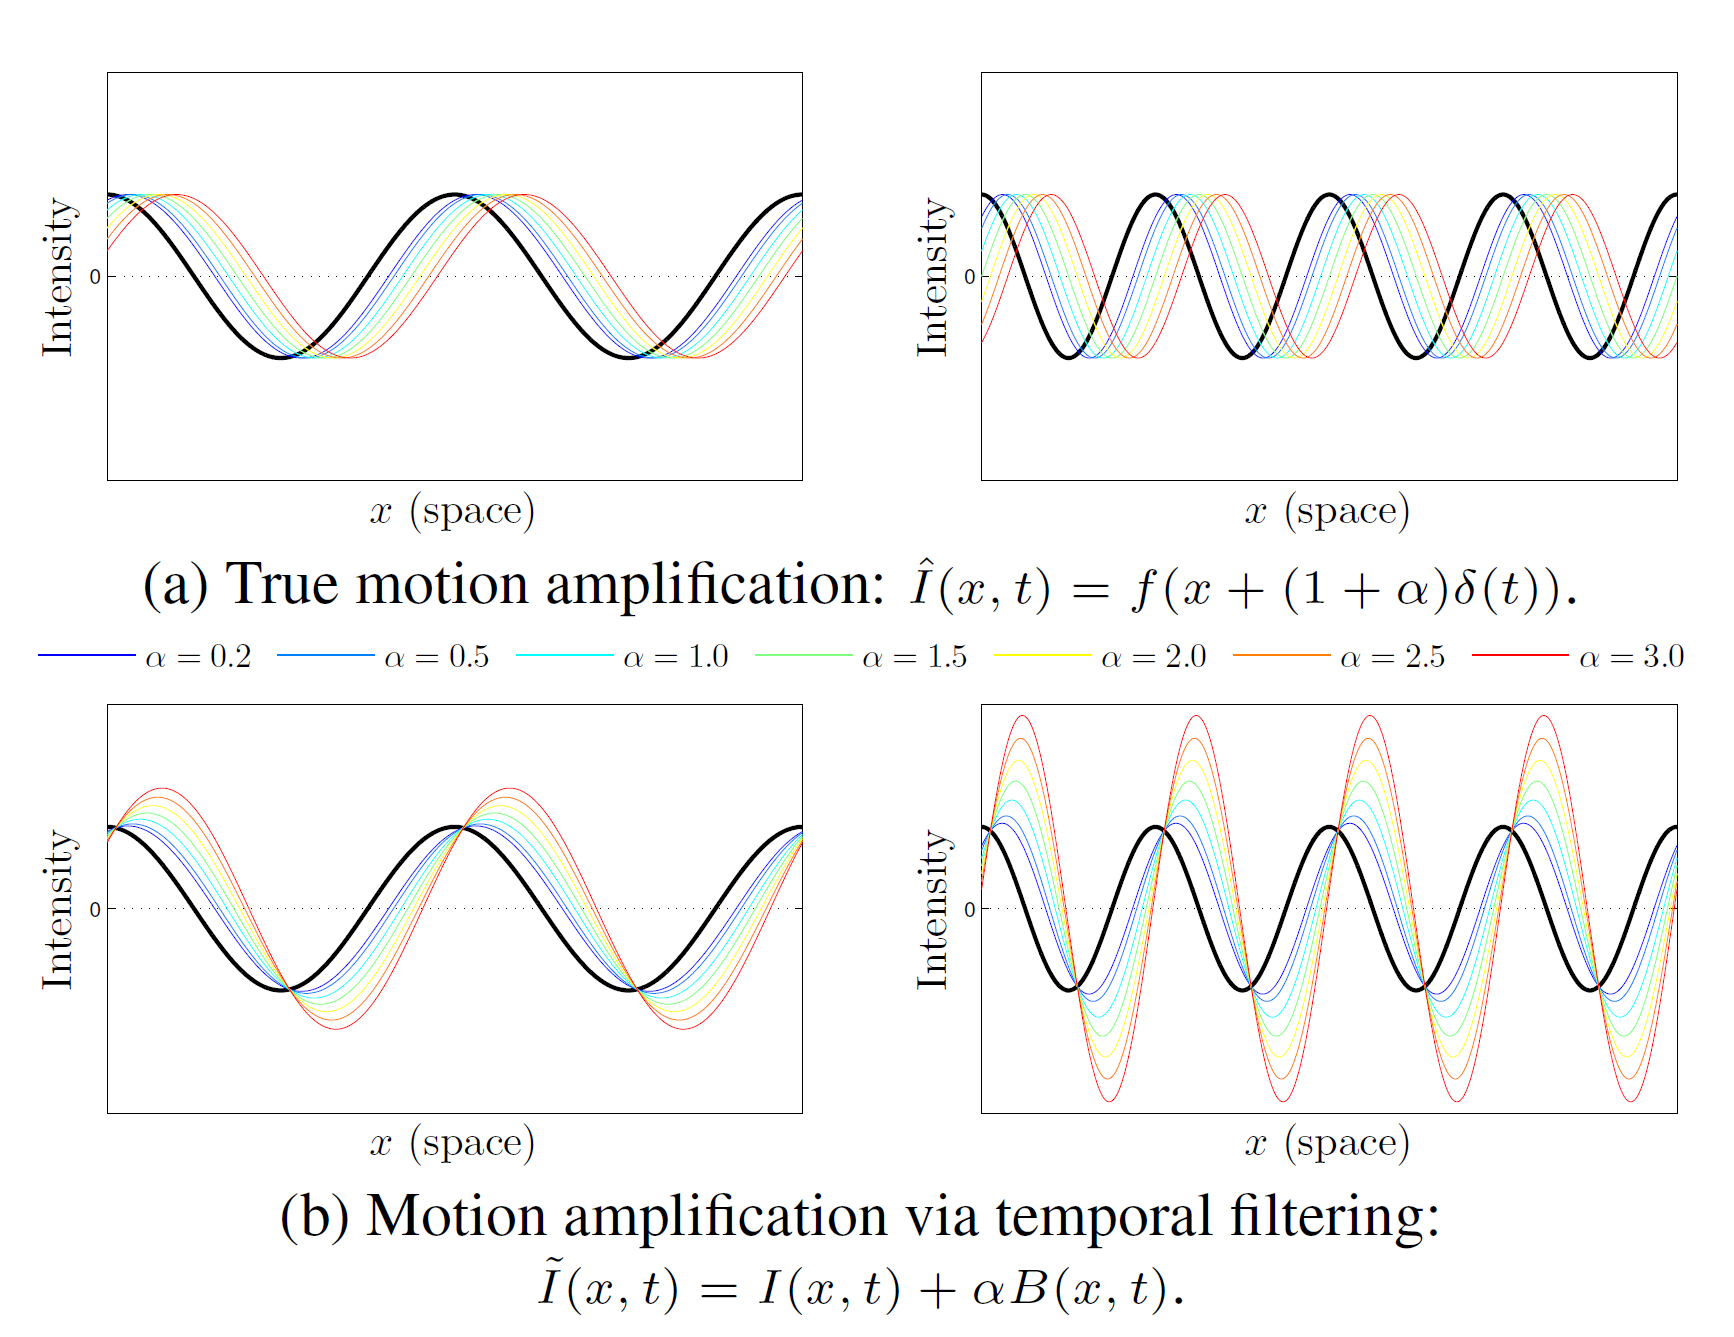 Intensity
0
x (space)
Intensity
0
x (space)
(a) True motion amplification: Î(x, t) = f(x + (1 + α)δ(t)).
α = 0.2 α = 0.5 α = 1.0 α = 1.5 α = 2.0 α = 2.5 α = 3.0
Intensity
0
x (space)
Intensity
0
x (space)
(b) Motion amplification via temporal filtering:
Ĩ(x, t) = I(x, t) + αB(x, t).